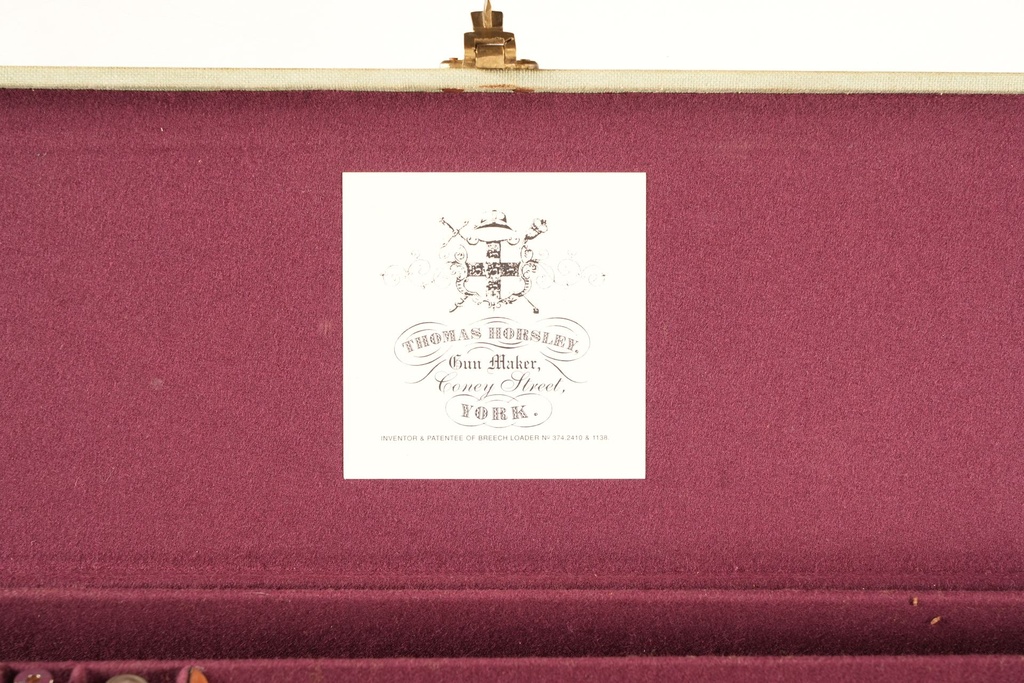 THOMAS HORSLEY,
Gun Maker,
Coney Street,
YORK.
INVENTOR & PATENTEE OF BREECH LOADER Nº 374.2410 & 1138.